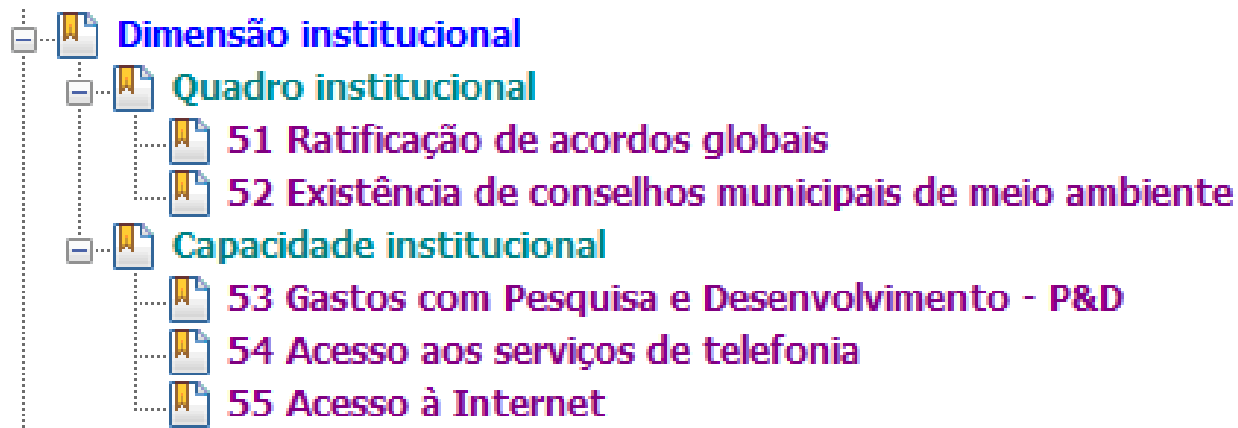 Dimensão institucional
Quadro institucional
51 Ratificação de acordos globais
52 Existência de conselhos municipais de meio ambiente
Capacidade institucional
53 Gastos com Pesquisa e Desenvolvimento - P&D
54 Acesso aos serviços de telefonia
55 Acesso à Internet